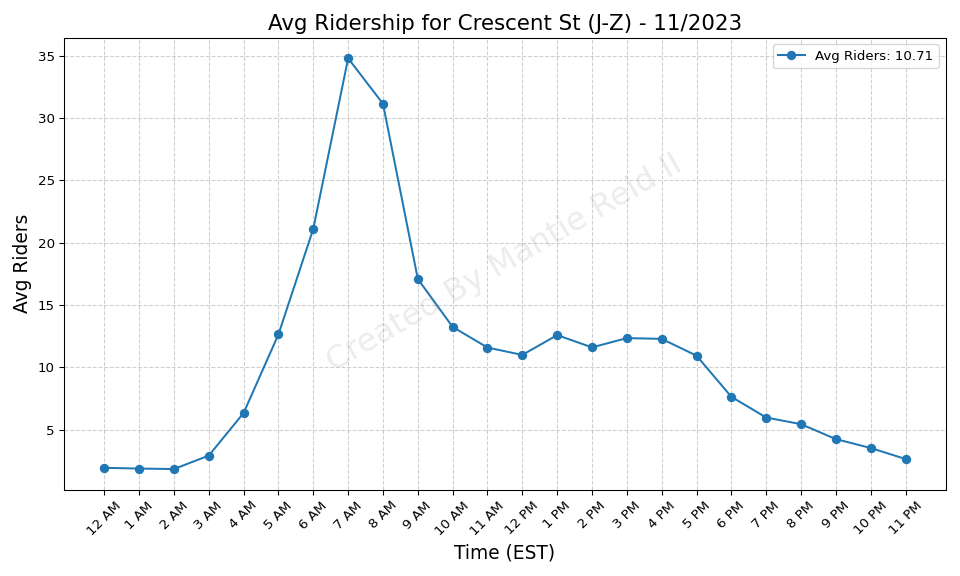 Avg Ridership for Crescent St (J-Z) - 11/2023
Avg Riders: 10.71
35
30
25
20
15
10
5
Avg Riders
Created By Mantie Reid II
12 AM
1 AM
2 AM
3 AM
4 AM
5 AM
6 AM
7 AM
8 AM
9 AM
10 AM
11 AM
12 PM
1 PM
2 PM
3 PM
4 PM
5 PM
6 PM
7 PM
8 PM
9 PM
10 PM
11 PM
Time (EST)